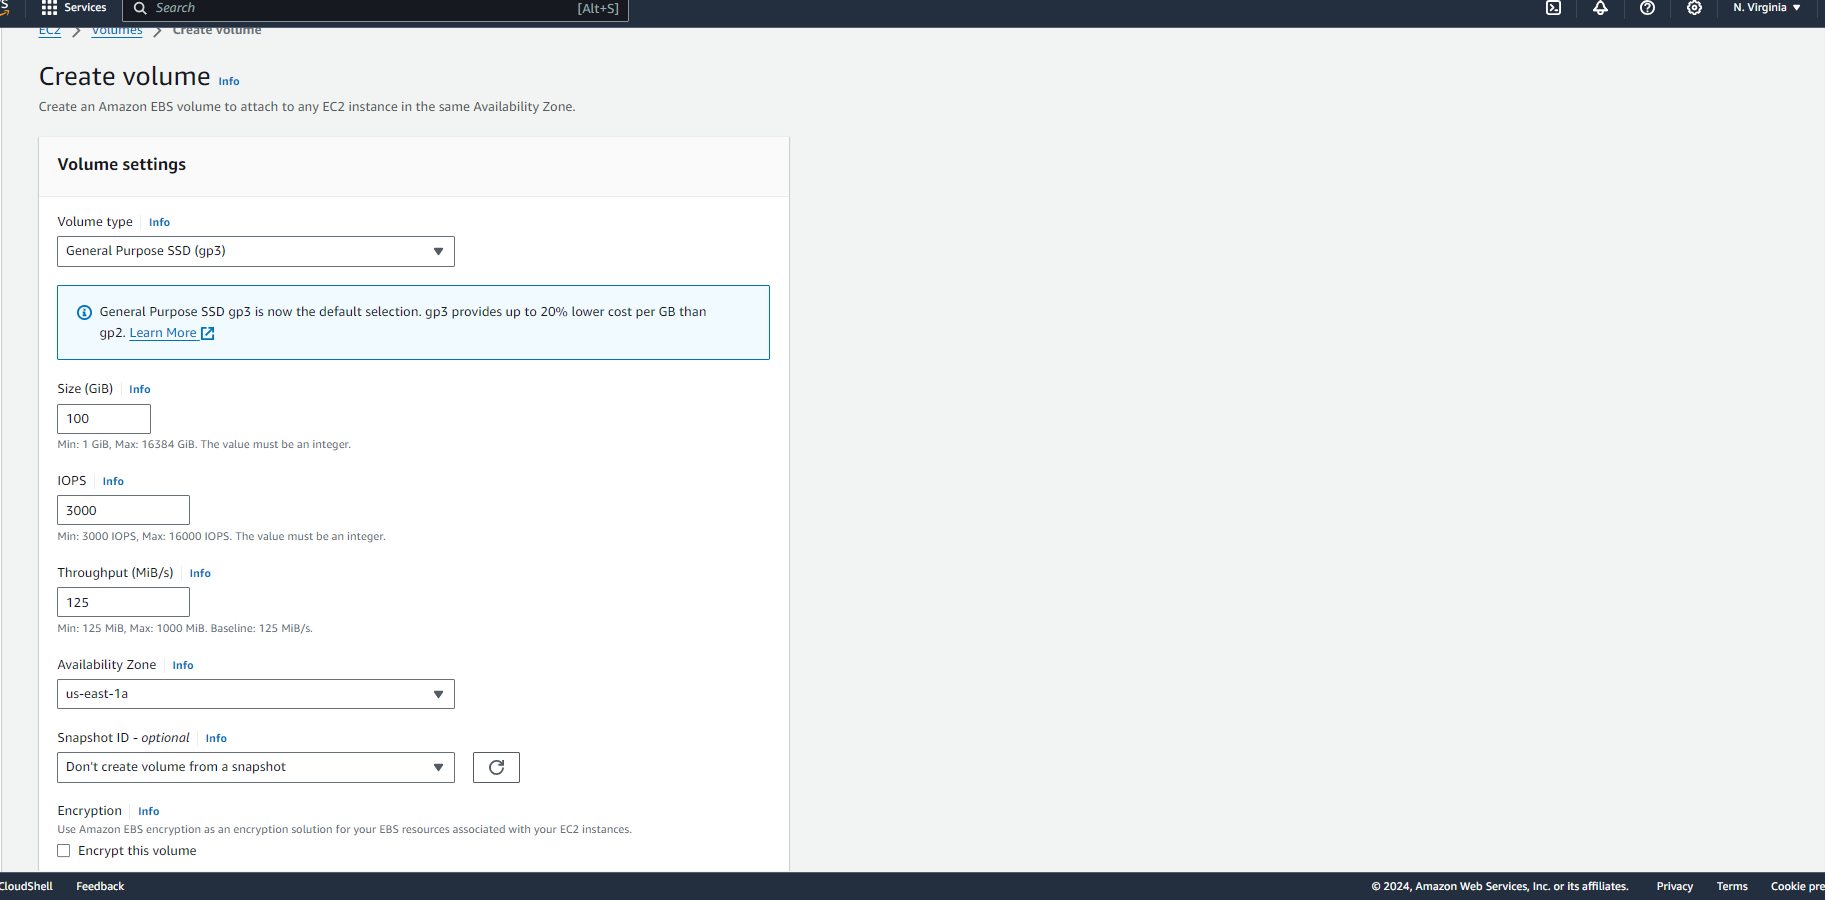 Services
Search [Alt+S]
N. Virginia
EC2 Volumes Create volume
Create volume Info
Create an Amazon EBS volume to attach to any EC2 instance in the same Availability Zone.
Volume settings
Volume type Info
General Purpose SSD (gp3)
General Purpose SSD gp3 is now the default selection. gp3 provides up to 20% lower cost per GB than
gp2. Learn More
Size (GiB) Info
100
Min: 1 GiB, Max: 16384 GiB. The value must be an integer.
IOPS Info
3000
Min: 3000 IOPS, Max: 16000 IOPS. The value must be an integer.
Throughput (MiB/s) Info
125
Min: 125 MiB, Max: 1000 MiB. Baseline: 125 MiB/s.
Availability Zone Info
us-east-1a
Snapshot ID - optional Info
Don't create volume from a snapshot
Encryption Info
Use Amazon EBS encryption as an encryption solution for your EBS resources associated with your EC2 instances.
Encrypt this volume
CloudShell Feedback © 2024, Amazon Web Services, Inc. or its affiliates. Privacy Terms Cookie pre